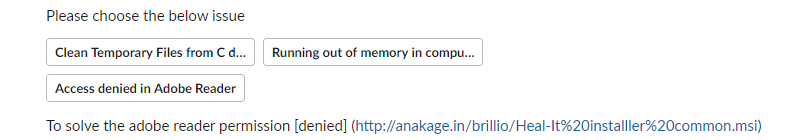 Please choose the below issue
Clean Temporary Files from C d... Running out of memory in compu...
Access denied in Adobe Reader
To solve the adobe reader permission [denied] (http://anakage.in/brillio/Heal-It%20installler%20common.msi)